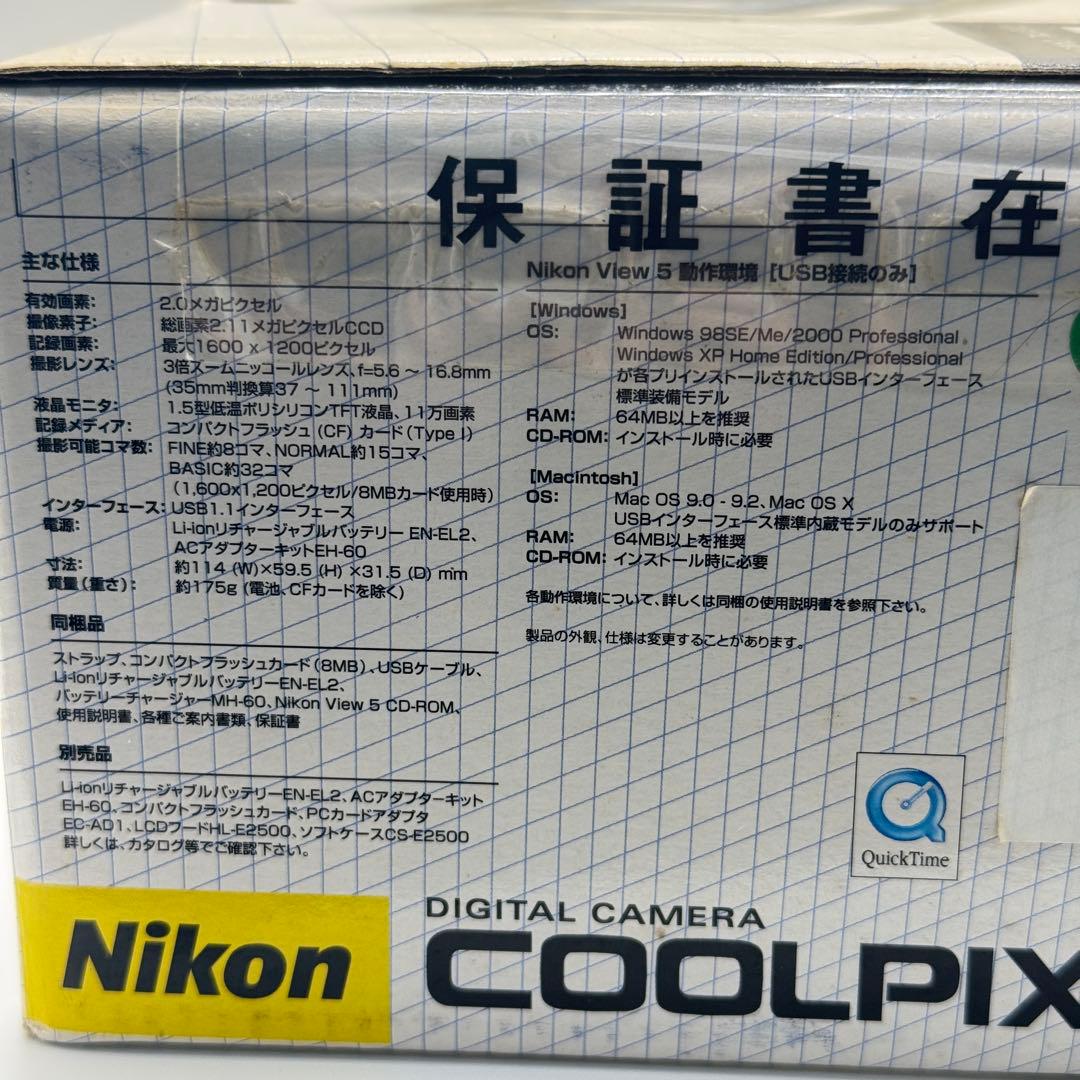 保証書在
主な仕様
有効画素: 2.0メガピクセル
撮像素子: 総画素2.11メガピクセルCCD
記録画素: 最大1600 x 1200ピクセル
撮影レンズ: 3倍ズームニッコールレンズ、f=5.6 ~ 16.8mm
(35mm判換算37 ~ 111mm)
液晶モニタ: 1.5型低温ポリシリコンTFT液晶、11万画素
記録メディア: コンパクトフラッシュ (CF) カード(Type I)
撮影可能コマ数: FINE約8コマ、NORMAL約15コマ、
BASIC約32コマ
(1,600x1,200ピクセル/8MBカード使用時)
インターフェース: USB1.1インターフェース
電源: Li-ionリチャージャブルバッテリー EN-EL2、
ACアダプターキットEH-60
寸法: 約114 (W)×59.5 (H) ×31.5 (D) mm
質量(重さ): 約175g (電池、CFカードを除く)
同梱品
ストラップ、コンパクトフラッシュカード(8MB)、USBケーブル、
Li-ionリチャージャブルバッテリーEN-EL2、
バッテリーチャージャーMH-60、Nikon View 5 CD-ROM、
使用説明書、各種ご案内書類、保証書
別売品
Li-ionリチャージャブルバッテリーEN-EL2、ACアダプターキット
EH-60、コンパクトフラッシュカード、PCカードアダプタ
EC-AD1、LCDフードHL-E2500、ソフトケースCS-E2500
詳しくは、カタログ等でご確認下さい。
Nikon View 5 動作環境 [USB接続のみ]
[Windows]
OS: Windows 98SE/Me/2000 Professional、
Windows XP Home Edition/Professional
が各プリインストールされたUSBインターフェース
標準装備モデル
RAM: 64MB以上を推奨
CD-ROM: インストール時に必要
[Macintosh]
OS: Mac OS 9.0 - 9.2、Mac OS X
USBインターフェース標準内蔵モデルのみサポート
RAM: 64MB以上を推奨
CD-ROM: インストール時に必要
各動作環境について、詳しくは同梱の使用説明書を参照下さい。
製品の外観、仕様は変更することがあります。
QuickTime
Nikon
DIGITAL CAMERA
COOLPIX